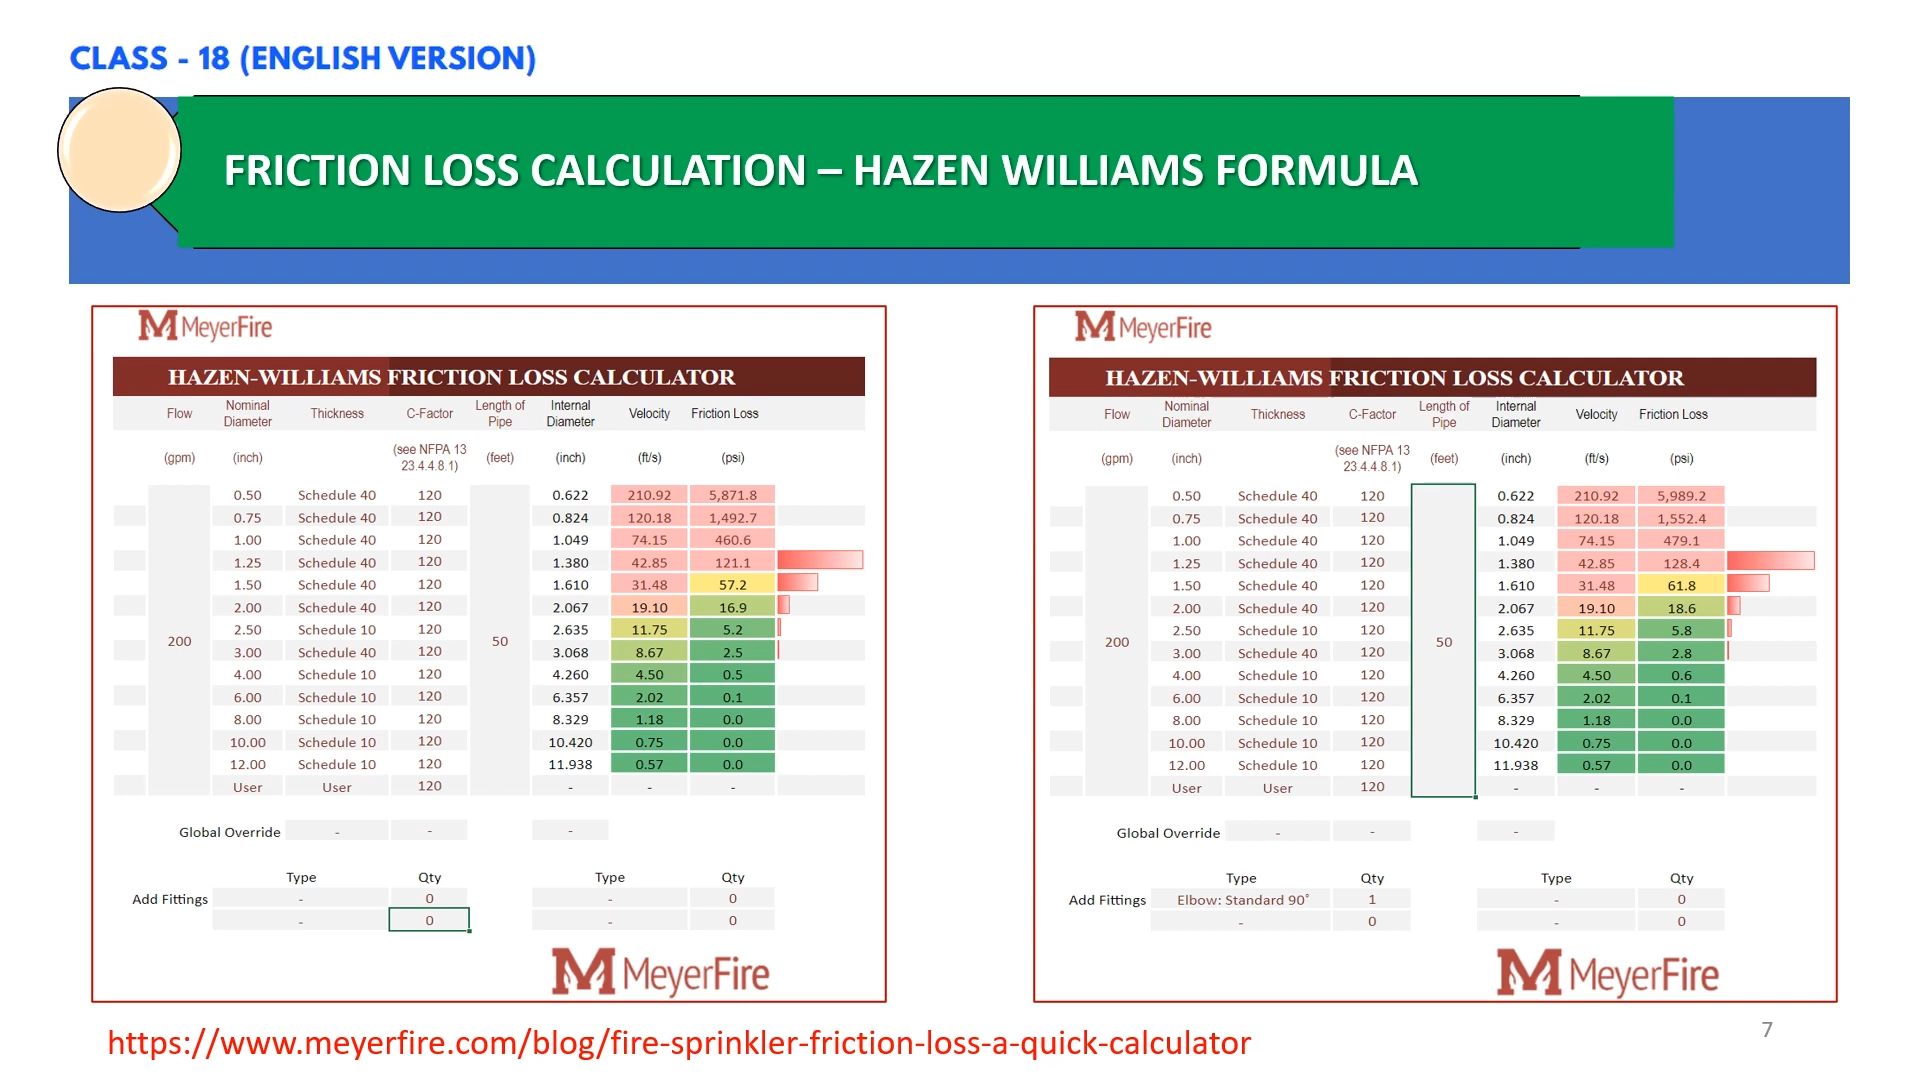 CLASS - 18 (ENGLISH VERSION)
FRICTION LOSS CALCULATION – HAZEN WILLIAMS FORMULA
MeyerFire
HAZEN-WILLIAMS FRICTION LOSS CALCULATOR
Flow Nominal Diameter Thickness C-Factor Length of Pipe Internal Diameter Velocity Friction Loss
(gpm) (inch) (see NFPA 13 23.4.4.8.1) (feet) (inch) (ft/s) (psi)
0.50 Schedule 40 120 0.622 210.92 5,871.8
0.75 Schedule 40 120 0.824 120.18 1,492.7
1.00 Schedule 40 120 1.049 74.15 460.6
1.25 Schedule 40 120 1.380 42.85 121.1
1.50 Schedule 40 120 1.610 31.48 57.2
2.00 Schedule 40 120 2.067 19.10 16.9
2.50 Schedule 10 120 2.635 11.75 5.2
200 50
3.00 Schedule 40 120 3.068 8.67 2.5
4.00 Schedule 10 120 4.260 4.50 0.5
6.00 Schedule 10 120 6.357 2.02 0.1
8.00 Schedule 10 120 8.329 1.18 0.0
10.00 Schedule 10 120 10.420 0.75 0.0
12.00 Schedule 10 120 11.938 0.57 0.0
User User 120 - - -
Global Override - - -
Type Qty Type Qty
Add Fittings - 0 - 0
- 0 - 0
MeyerFire
MeyerFire
HAZEN-WILLIAMS FRICTION LOSS CALCULATOR
Flow Nominal Diameter Thickness C-Factor Length of Pipe Internal Diameter Velocity Friction Loss
(gpm) (inch) (see NFPA 13 23.4.4.8.1) (feet) (inch) (ft/s) (psi)
0.50 Schedule 40 120 0.622 210.92 5,989.2
0.75 Schedule 40 120 0.824 120.18 1,552.4
1.00 Schedule 40 120 1.049 74.15 479.1
1.25 Schedule 40 120 1.380 42.85 128.4
1.50 Schedule 40 120 1.610 31.48 61.8
2.00 Schedule 40 120 2.067 19.10 18.6
2.50 Schedule 10 120 2.635 11.75 5.8
200 50
3.00 Schedule 40 120 3.068 8.67 2.8
4.00 Schedule 10 120 4.260 4.50 0.6
6.00 Schedule 10 120 6.357 2.02 0.1
8.00 Schedule 10 120 8.329 1.18 0.0
10.00 Schedule 10 120 10.420 0.75 0.0
12.00 Schedule 10 120 11.938 0.57 0.0
User User 120 - - -
Global Override - - -
Type Qty Type Qty
Add Fittings Elbow: Standard 90° 1 - 0
- 0 - 0
MeyerFire
https://www.meyerfire.com/blog/fire-sprinkler-friction-loss-a-quick-calculator
7